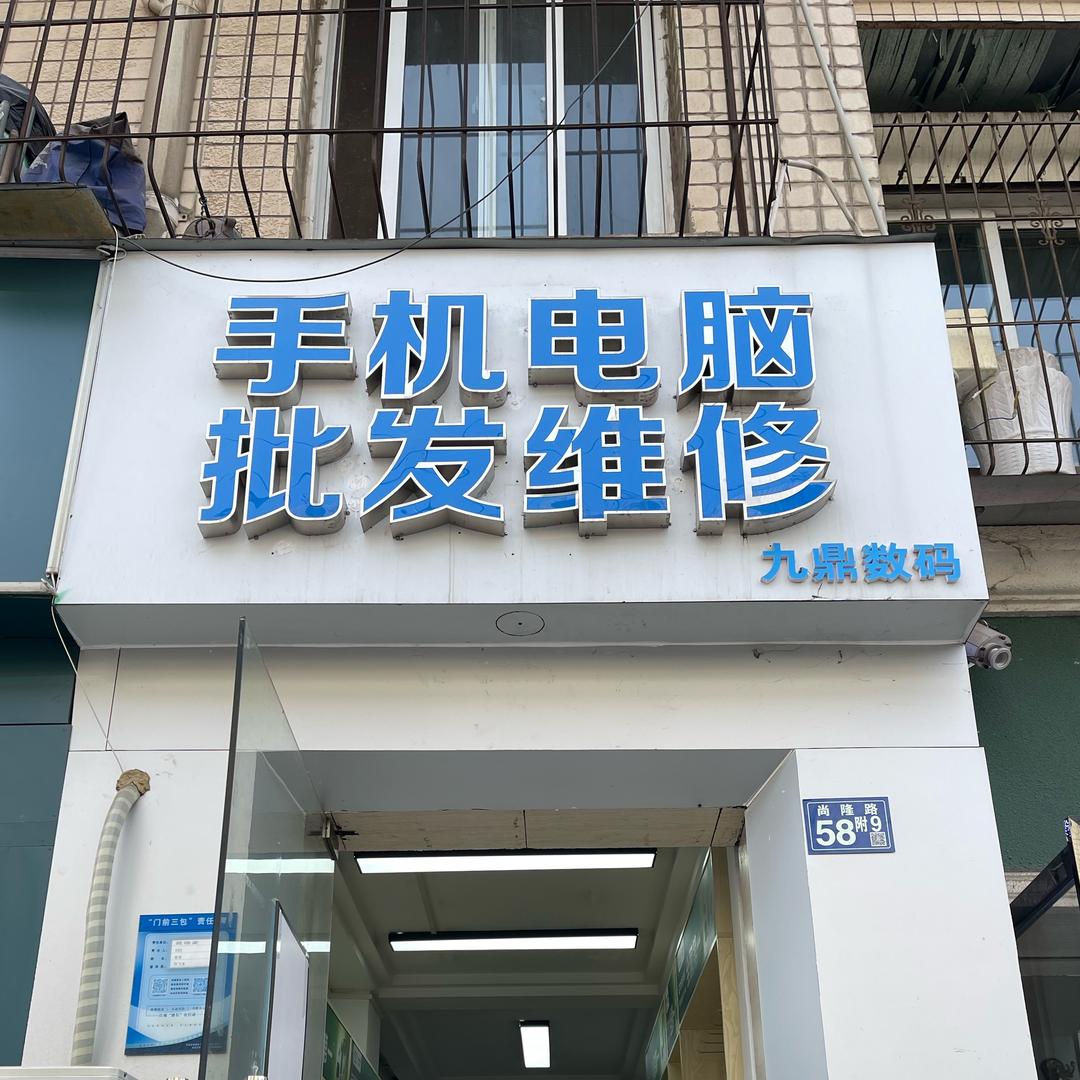 手机电脑
批发维修
九鼎数码
尚隆路
58附9
“门前三包”责任